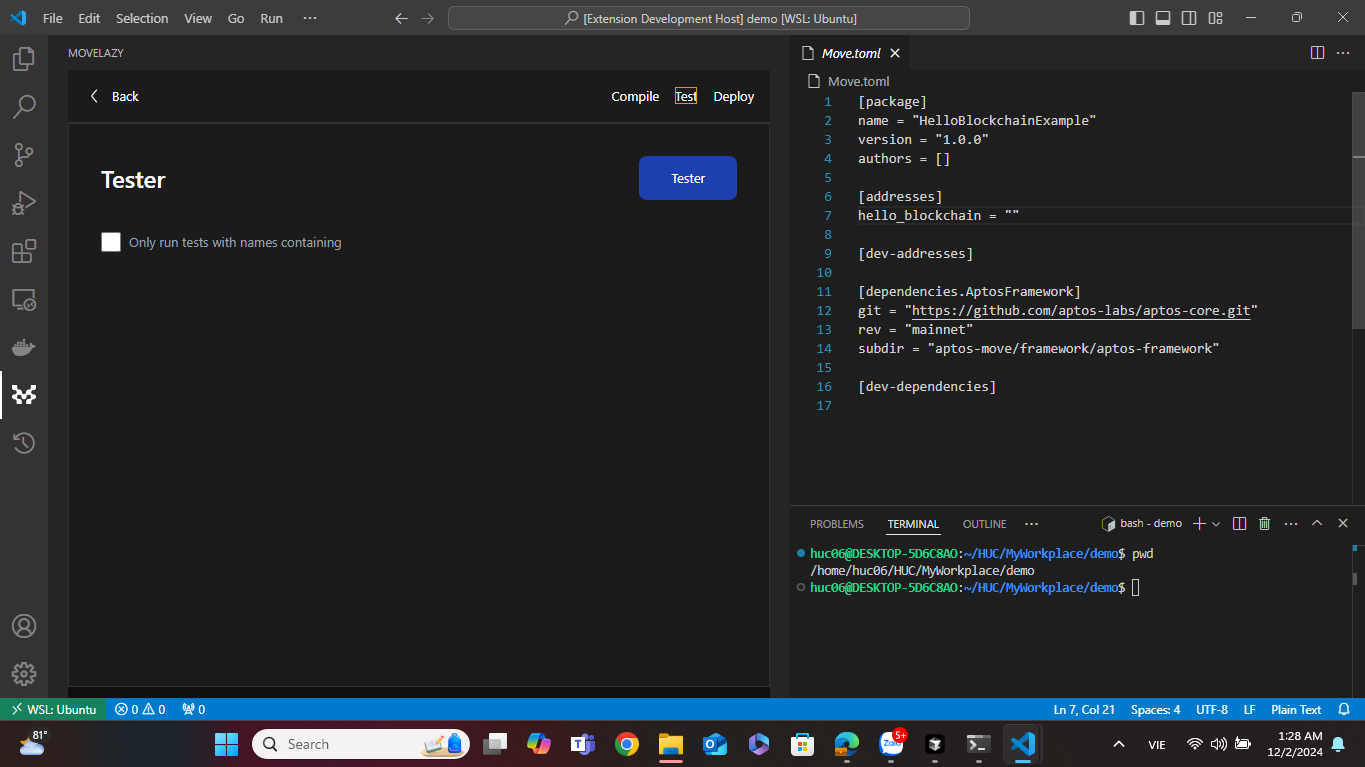 File Edit Selection View Go Run ···
[Extension Development Host] demo [WSL: Ubuntu]
MOVELAZY
Back
Compile Test Deploy
Tester
Tester
Only run tests with names containing
Move.toml
Move.toml
1 [package]
2 name = "HelloBlockchainExample"
3 version = "1.0.0"
4 authors = []
5
6 [addresses]
7 hello_blockchain = ""
8
9 [dev-addresses]
10
11 [dependencies.AptosFramework]
12 git = "https://github.com/aptos-labs/aptos-core.git"
13 rev = "mainnet"
14 subdir = "aptos-move/framework/aptos-framework"
15
16 [dev-dependencies]
17
PROBLEMS TERMINAL OUTLINE ··· bash - demo
huc06@DESKTOP-5D6C8AO:~/HUC/MyWorkplace/demo$ pwd
/home/huc06/HUC/MyWorkplace/demo
huc06@DESKTOP-5D6C8AO:~/HUC/MyWorkplace/demo$
WSL: Ubuntu 0 0 0 Ln 7, Col 21 Spaces: 4 UTF-8 LF Plain Text
81° Search Zalo 5+ VIE 1:28 AM
12/2/2024